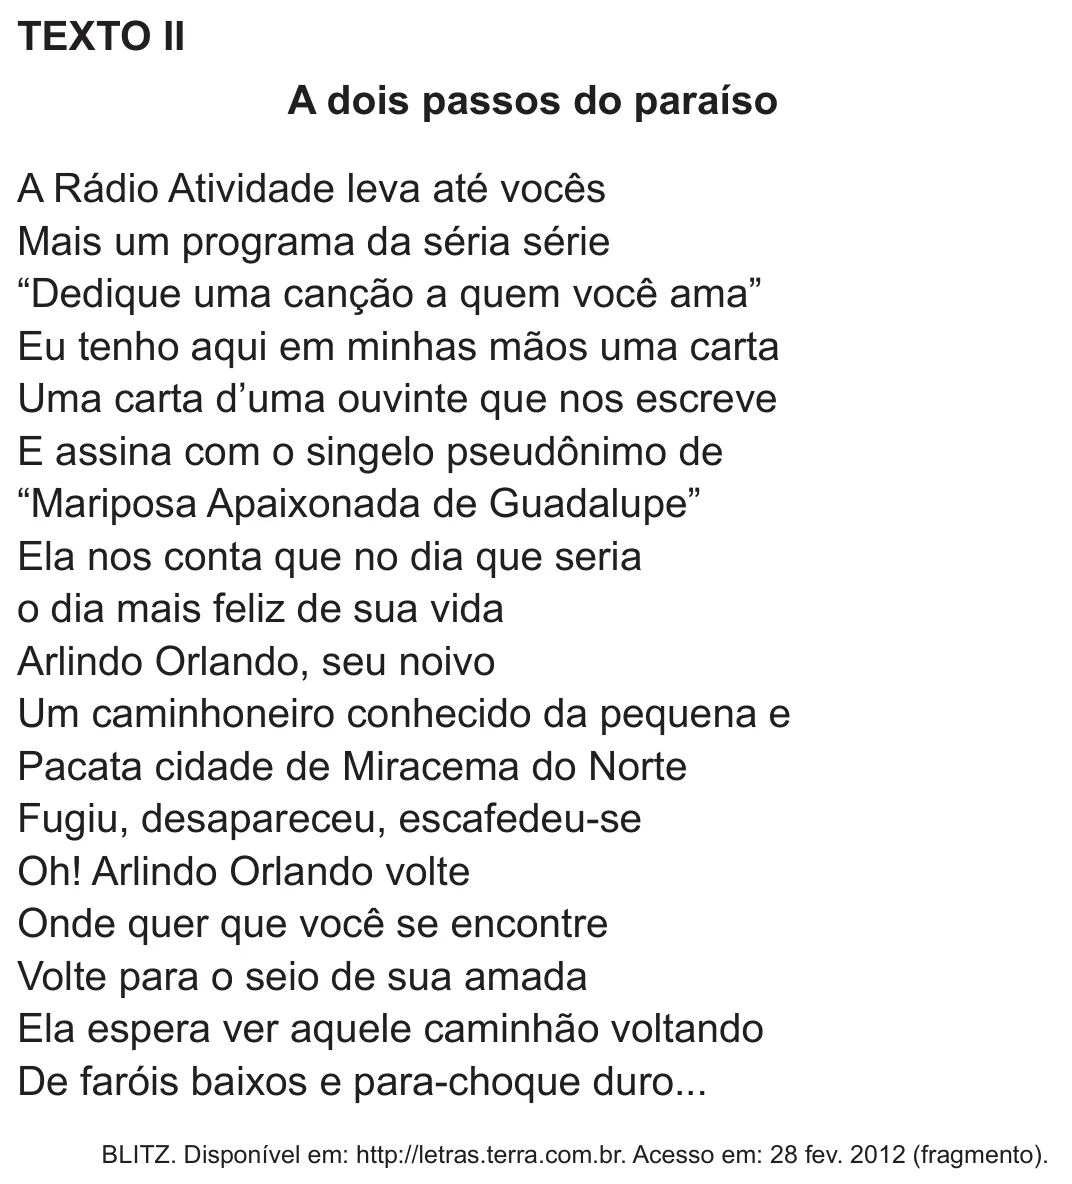 TEXTO II
A dois passos do paraíso
A Rádio Atividade leva até vocês
Mais um programa da séria série
“Dedique uma canção a quem você ama”
Eu tenho aqui em minhas mãos uma carta
Uma carta d’uma ouvinte que nos escreve
E assina com o singelo pseudônimo de
“Mariposa Apaixonada de Guadalupe”
Ela nos conta que no dia que seria
o dia mais feliz de sua vida
Arlindo Orlando, seu noivo
Um caminhoneiro conhecido da pequena e
Pacata cidade de Miracema do Norte
Fugiu, desapareceu, escafedeu-se
Oh! Arlindo Orlando volte
Onde quer que você se encontre
Volte para o seio de sua amada
Ela espera ver aquele caminhão voltando
De faróis baixos e para-choque duro...
BLITZ. Disponível em: http://letras.terra.com.br. Acesso em: 28 fev. 2012 (fragmento).